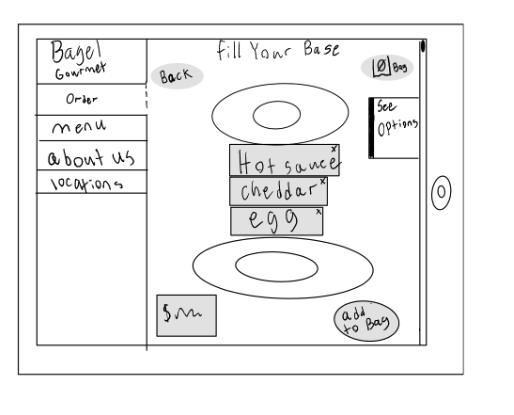 Bagel
Gourmet
Order
menu
about us
locations
Fill Your Base
Back
0 Bag
See
Options
Hot sauce x
cheddar x
egg x
$
add
to Bag